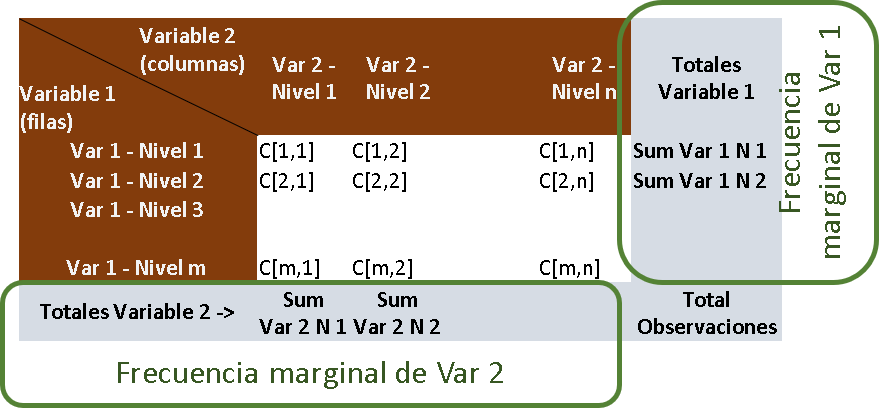 Variable 2
(columnas)
Variable 1
(filas)
Var 2 -
Nivel 1
Var 2 -
Nivel 2
Var 2 -
Nivel n
Totales
Variable 1
Var 1 - Nivel 1
C[1,1]
C[1,2]
C[1,n]
Sum Var 1 N 1
Var 1 - Nivel 2
C[2,1]
C[2,2]
C[2,n]
Sum Var 1 N 2
Var 1 - Nivel 3
Var 1 - Nivel m
C[m,1]
C[m,2]
C[m,n]
Totales Variable 2 ->
Sum
Var 2 N 1
Sum
Var 2 N 2
Total
Observaciones
Frecuencia
marginal de Var 1
Frecuencia marginal de Var 2